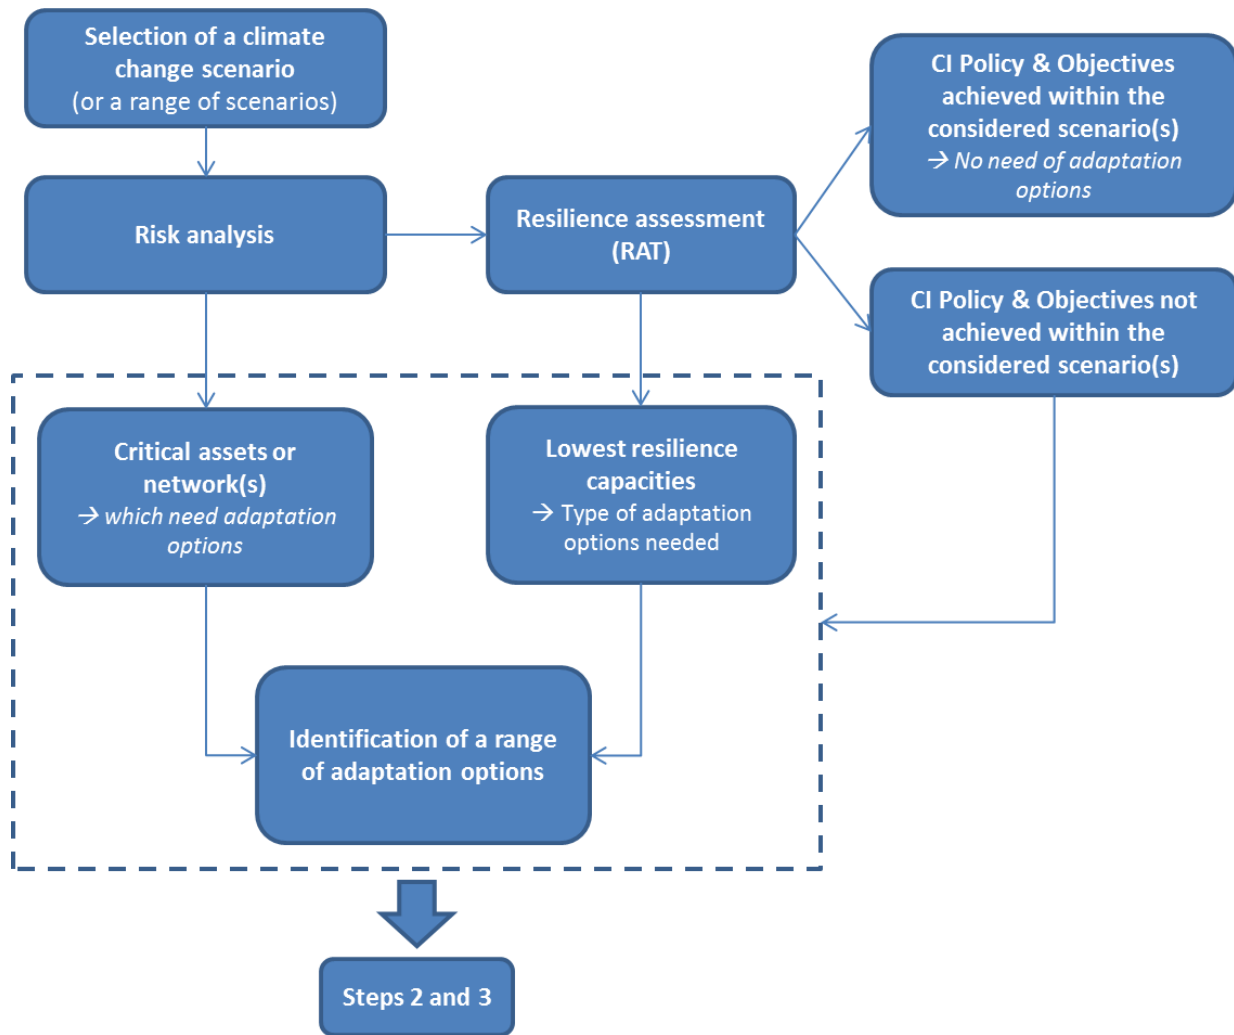 Selection of a climate
change scenario
(or a range of scenarios)
CI Policy & Objectives
achieved within the
considered scenario(s)
→ No need of adaptation
options
Risk analysis
Resilience assessment
(RAT)
CI Policy & Objectives not
achieved within the
considered scenario(s)
Critical assets or
network(s)
→ which need adaptation
options
Lowest resilience
capacities
→ Type of adaptation
options needed
Identification of a range
of adaptation options
Steps 2 and 3